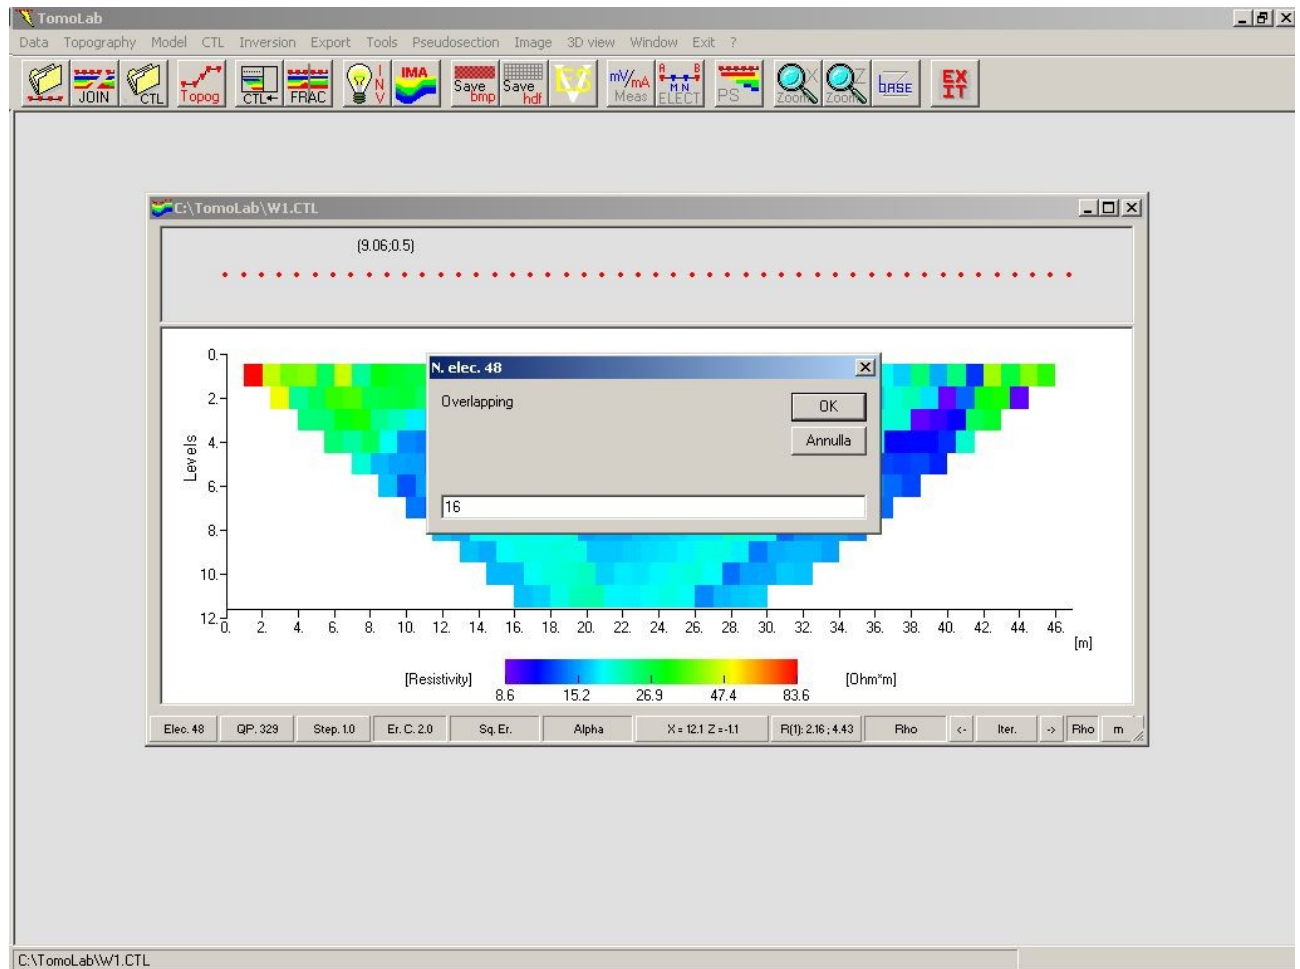 TomoLab
Data Topography Model CTL Inversion Export Tools Pseudosection Image 3D view Window Exit ?
JOIN CTL Topog CTL FRAC I N V IMA Save bmp Save hdf ES mV/mA Meas A B M N ELECT PS ZoomX ZoomZ BASE EX IT
C:\TomoLab\W1.CTL
(9.06;0.5)
N. elec. 48
Overlapping
OK
Annulla
16
Levels
0.
2.
4.
6.
8.
10.
12.
0. 2. 4. 6. 8. 10. 12. 14. 16. 18. 20. 22. 24. 26. 28. 30. 32. 34. 36. 38. 40. 42. 44. 46.
[m]
[Resistivity] [Ohm*m]
8.6 15.2 26.9 47.4 83.6
Elec. 48 QP. 329 Step. 1.0 Er. C. 2.0 Sq. Er. Alpha X = 12.1 Z = -1.1 R(1): 2.16 ; 4.43 Rho <- Iter. -> Rho m
C:\TomoLab\W1.CTL